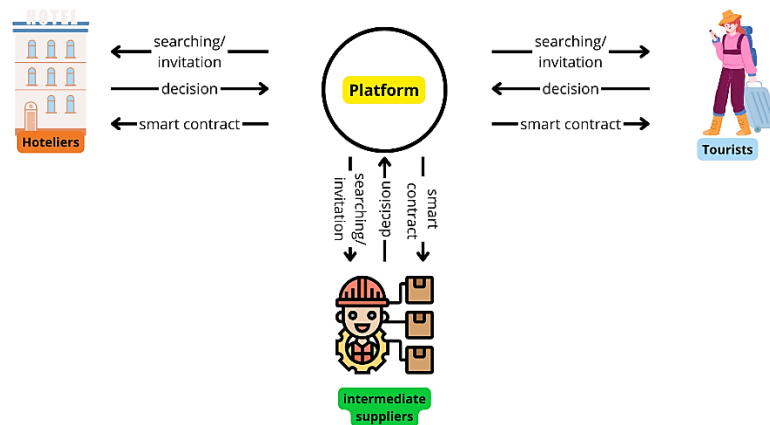 HOTEL
searching/
invitation
decision
smart contract
Hoteliers
Platform
searching/
invitation
decision
smart contract
Tourists
searching/
invitation
decision
smart
contract
intermediate
suppliers